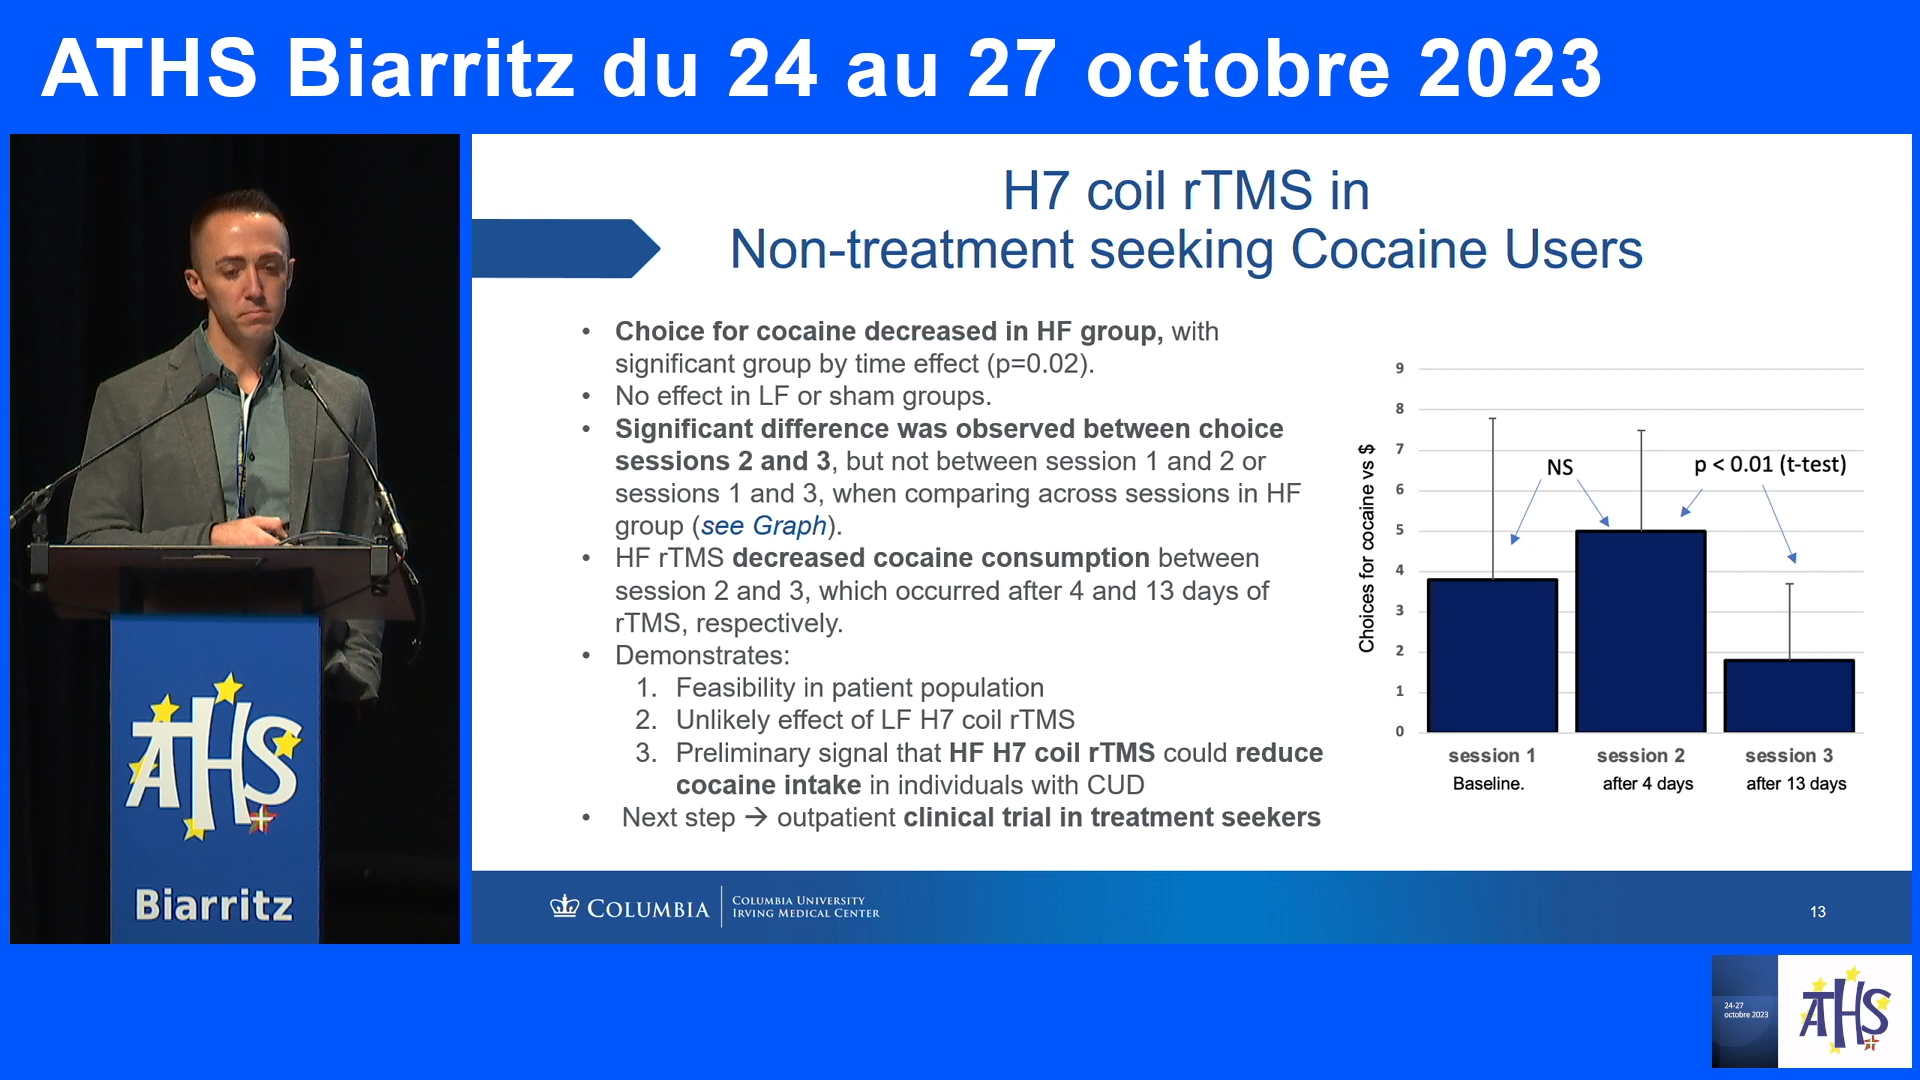 ATHS Biarritz du 24 au 27 octobre 2023
H7 coil rTMS in
Non-treatment seeking Cocaine Users
• Choice for cocaine decreased in HF group, with
significant group by time effect (p=0.02).
• No effect in LF or sham groups.
• Significant difference was observed between choice
sessions 2 and 3, but not between session 1 and 2 or
sessions 1 and 3, when comparing across sessions in HF
group (see Graph).
• HF rTMS decreased cocaine consumption between
session 2 and 3, which occurred after 4 and 13 days of
rTMS, respectively.
• Demonstrates:
1. Feasibility in patient population
2. Unlikely effect of LF H7 coil rTMS
3. Preliminary signal that HF H7 coil rTMS could reduce
cocaine intake in individuals with CUD
• Next step → outpatient clinical trial in treatment seekers
Choices for cocaine vs $
9
8
7
6
5
4
3
2
1
0
NS
p < 0.01 (t-test)
session 1 session 2 session 3
Baseline. after 4 days after 13 days
COLUMBIA
COLUMBIA UNIVERSITY
IRVING MEDICAL CENTER
13
ATHS
Biarritz
24-27
octobre 2023
ATHS